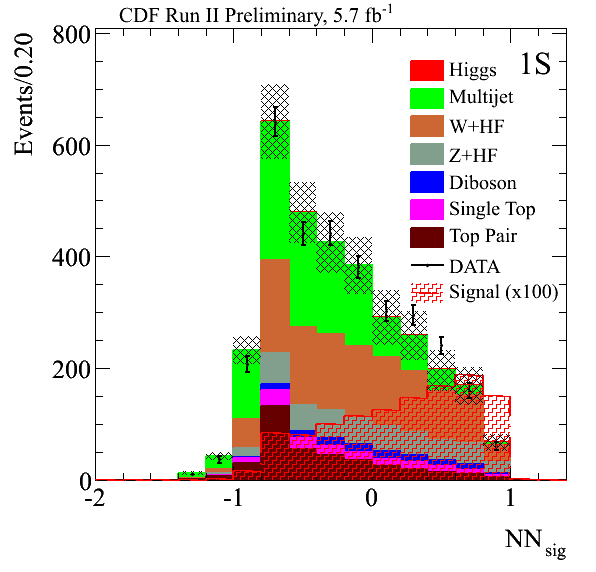 CDF Run II Preliminary, 5.7 fb⁻¹
Events/0.20
800
600
400
200
0
1S
Higgs
Multijet
W+HF
Z+HF
Diboson
Single Top
Top Pair
DATA
Signal (x100)
-2 -1 0 1
NN_sig